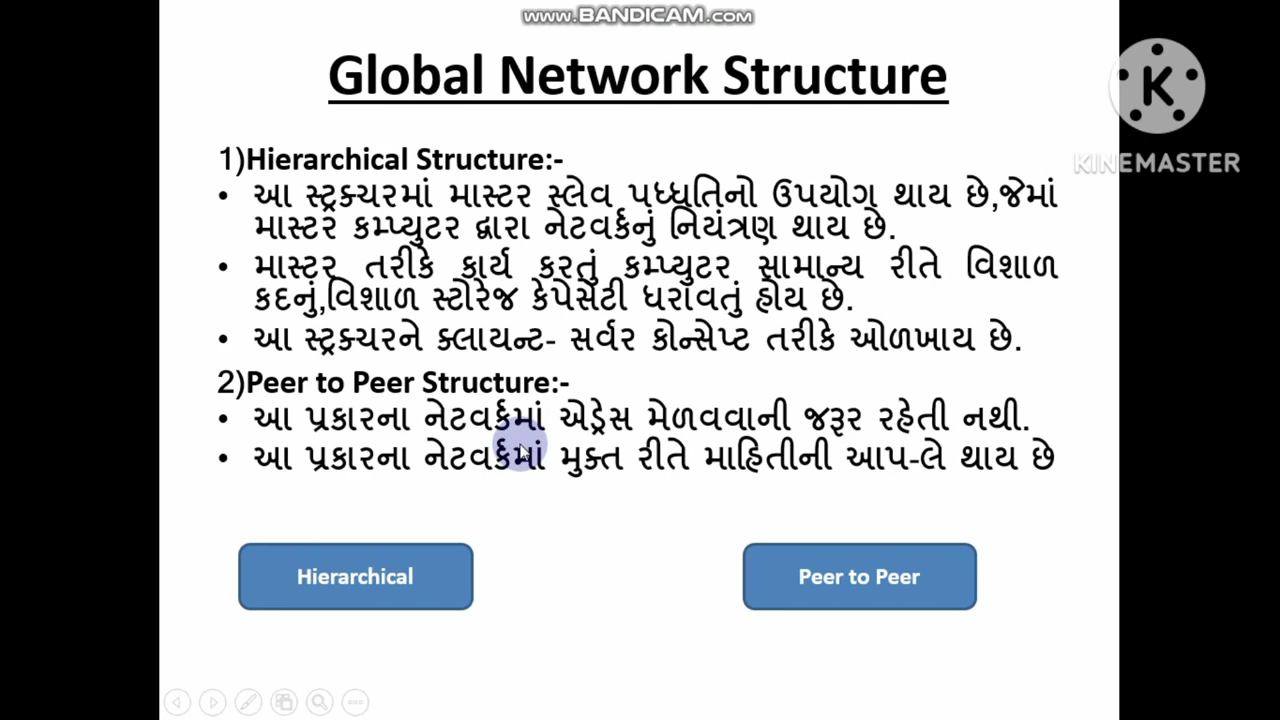 www.BANDICAM.com
Global Network Structure
K
KINEMASTER
1)Hierarchical Structure:-
• આ સ્ટ્રક્ચરમાં માસ્ટર સ્લેવ પધ્ધતિનો ઉપયોગ થાય છે,જેમાં
માસ્ટર કમ્પ્યુટર દ્વારા નેટવર્કનું નિયંત્રણ થાય છે.
• માસ્ટર તરીકે કાર્ય કરતું કમ્પ્યુટર સામાન્ય રીતે વિશાળ
કદનું,વિશાળ સ્ટોરેજ કેપેસેટી ધરાવતું હોય છે.
• આ સ્ટ્રક્ચરને ક્લાયન્ટ- સર્વર કોન્સેપ્ટ તરીકે ઓળખાય છે.
2)Peer to Peer Structure:-
• આ પ્રકારના નેટવર્કમાં એડ્રેસ મેળવવાની જરૂર રહેતી નથી.
• આ પ્રકારના નેટવર્કમાં મુક્ત રીતે માહિતીની આપ-લે થાય છે
Hierarchical
Peer to Peer